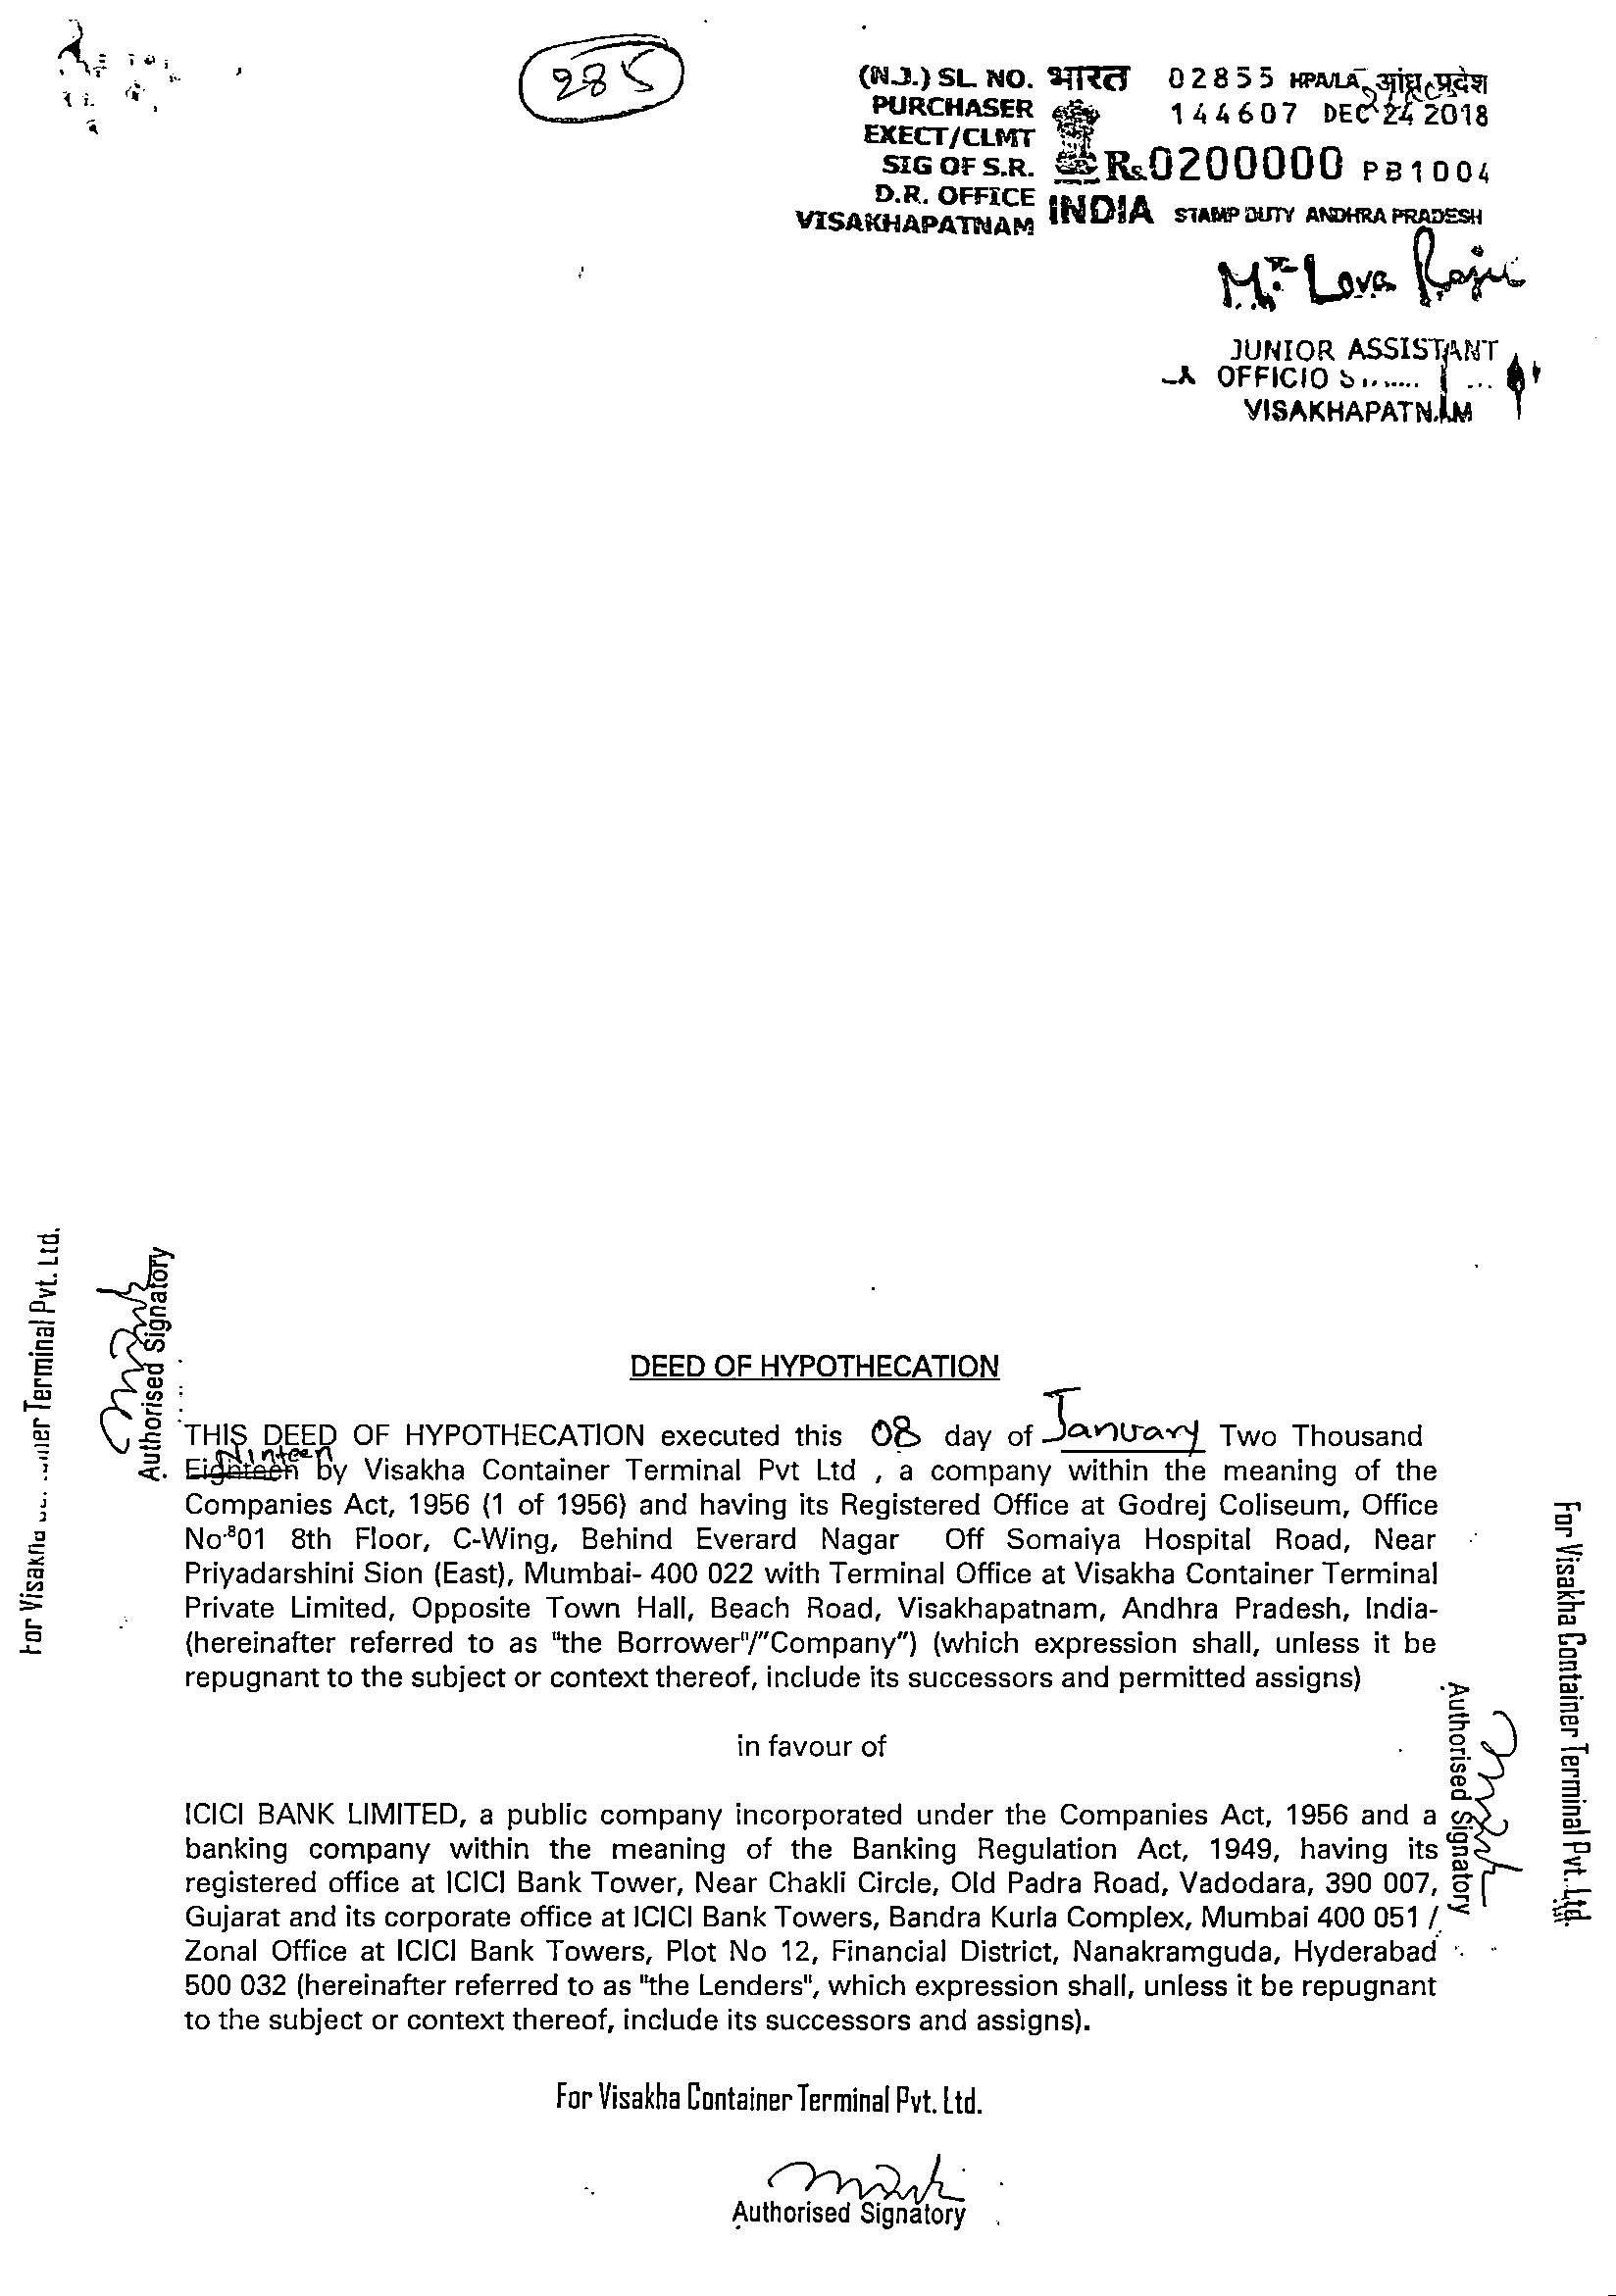 285
(N.J.) SL NO. भारत 02855 HPA/LA आंध्र प्रदेश
PURCHASER 144607 DEC 24 2018
EXECT/CLMT
SIG OF S.R. Rs.0200000 PB1004
D.R. OFFICE INDIA STAMP DUTY ANDHRA PRADESH
VISAKHAPATNAM
Lova Raju
JUNIOR ASSISTANT
OFFICIO
VISAKHAPATNAM
DEED OF HYPOTHECATION
THIS DEED OF HYPOTHECATION executed this 08 day of January Two Thousand
Eighteen Ninteen by Visakha Container Terminal Pvt Ltd , a company within the meaning of the
Companies Act, 1956 (1 of 1956) and having its Registered Office at Godrej Coliseum, Office
No.801 8th Floor, C-Wing, Behind Everard Nagar Off Somaiya Hospital Road, Near
Priyadarshini Sion (East), Mumbai- 400 022 with Terminal Office at Visakha Container Terminal
Private Limited, Opposite Town Hall, Beach Road, Visakhapatnam, Andhra Pradesh, India-
(hereinafter referred to as "the Borrower"/"Company") (which expression shall, unless it be
repugnant to the subject or context thereof, include its successors and permitted assigns)
in favour of
ICICI BANK LIMITED, a public company incorporated under the Companies Act, 1956 and a
banking company within the meaning of the Banking Regulation Act, 1949, having its
registered office at ICICI Bank Tower, Near Chakli Circle, Old Padra Road, Vadodara, 390 007,
Gujarat and its corporate office at ICICI Bank Towers, Bandra Kurla Complex, Mumbai 400 051 /
Zonal Office at ICICI Bank Towers, Plot No 12, Financial District, Nanakramguda, Hyderabad
500 032 (hereinafter referred to as "the Lenders", which expression shall, unless it be repugnant
to the subject or context thereof, include its successors and assigns).
For Visakha Container Terminal Pvt. Ltd.
Authorised Signatory
For Visakha Terminal Pvt. Ltd.
Authorised Signatory
For Visakha Container Terminal Pvt. Ltd.
Authorised Signatory